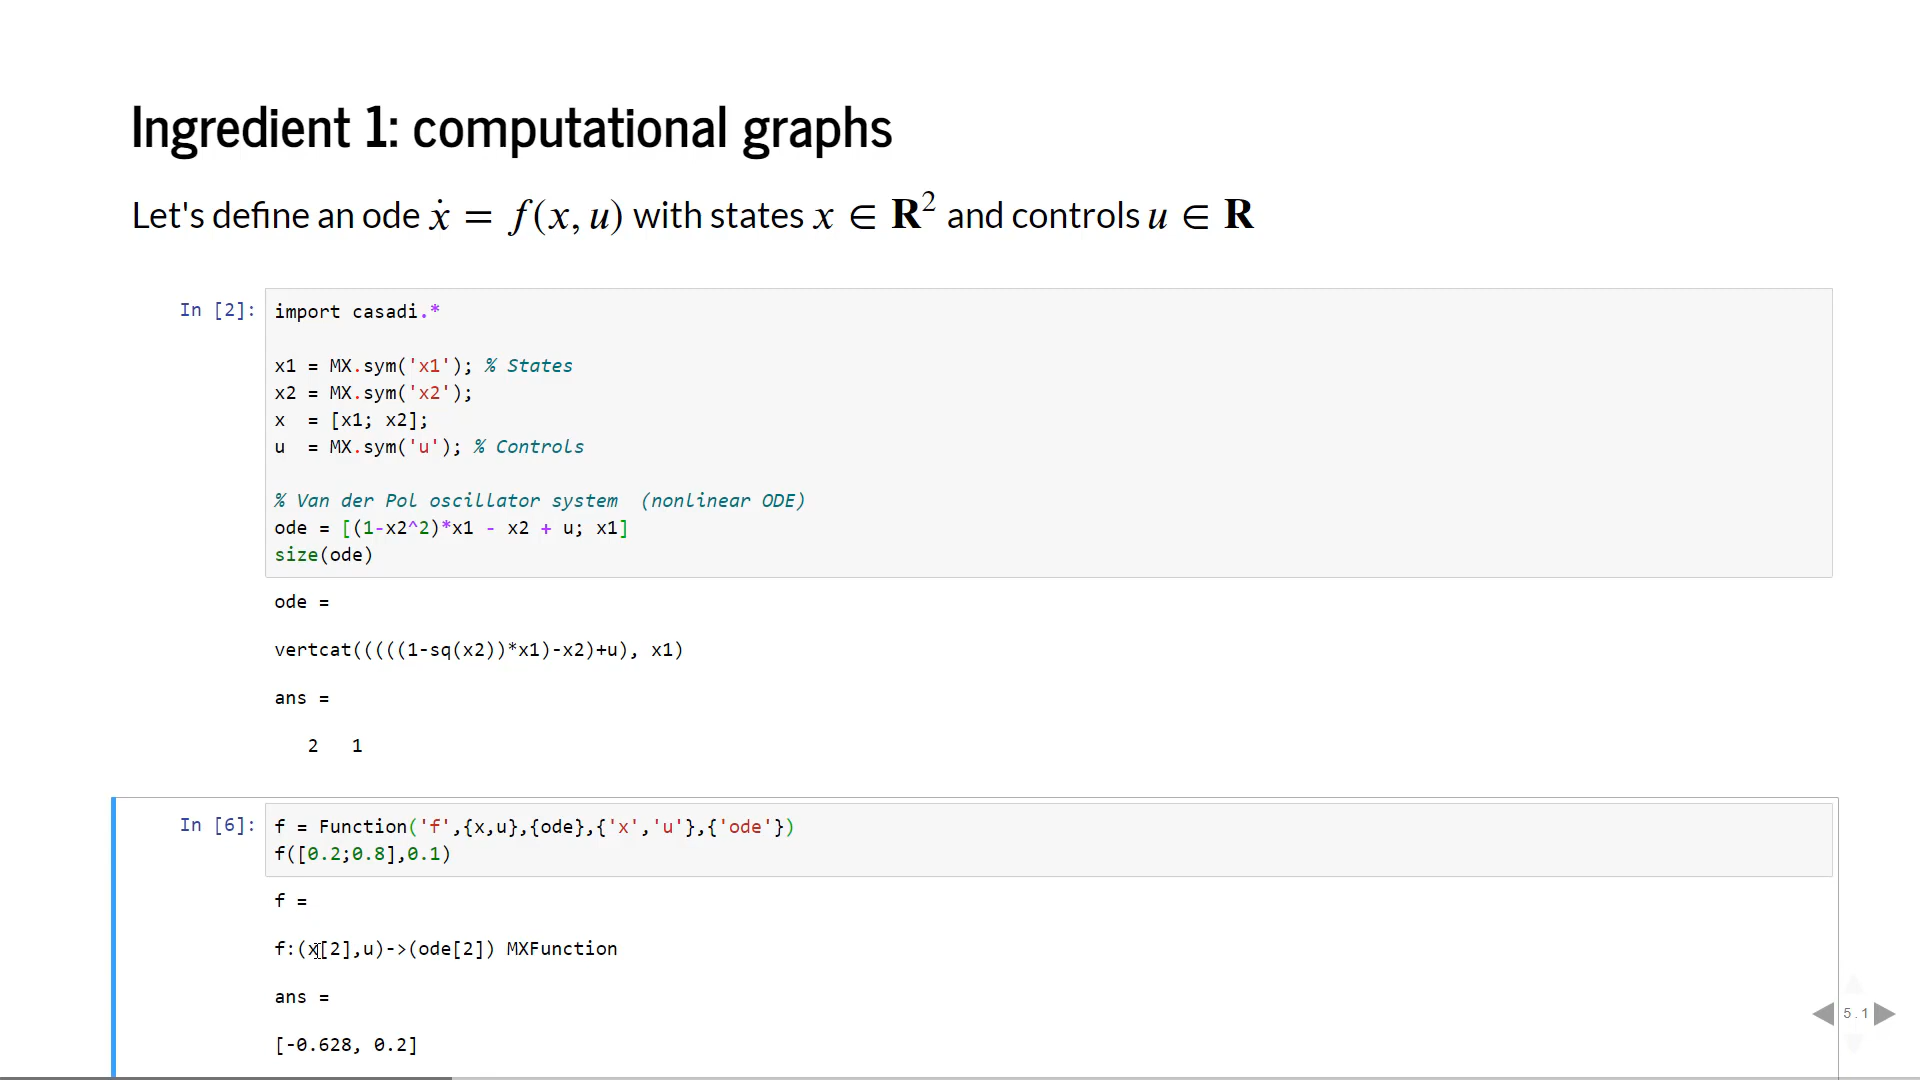 Ingredient 1: computational graphs
Let's define an ode ẋ = f(x, u) with states x ∈ R² and controls u ∈ R
In [2]:
import casadi.*
x1 = MX.sym('x1'); % States
x2 = MX.sym('x2');
x  = [x1; x2];
u  = MX.sym('u'); % Controls
% Van der Pol oscillator system  (nonlinear ODE)
ode = [(1-x2^2)*x1 - x2 + u; x1]
size(ode)
ode =
vertcat(((((1-sq(x2))*x1)-x2)+u), x1)
ans =
2   1
In [6]:
f = Function('f',{x,u},{ode},{'x','u'},{'ode'})
f([0.2;0.8],0.1)
f =
f:(x[2],u)->(ode[2]) MXFunction
ans =
[-0.628, 0.2]
5.1